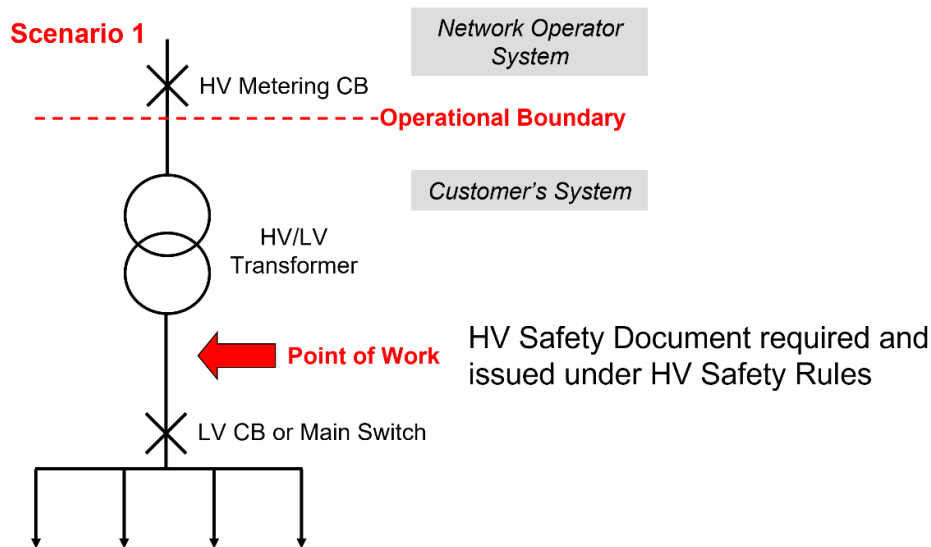 Scenario 1
Network Operator
System
HV Metering CB
Operational Boundary
Customer's System
HV/LV
Transformer
Point of Work
HV Safety Document required and
issued under HV Safety Rules
LV CB or Main Switch